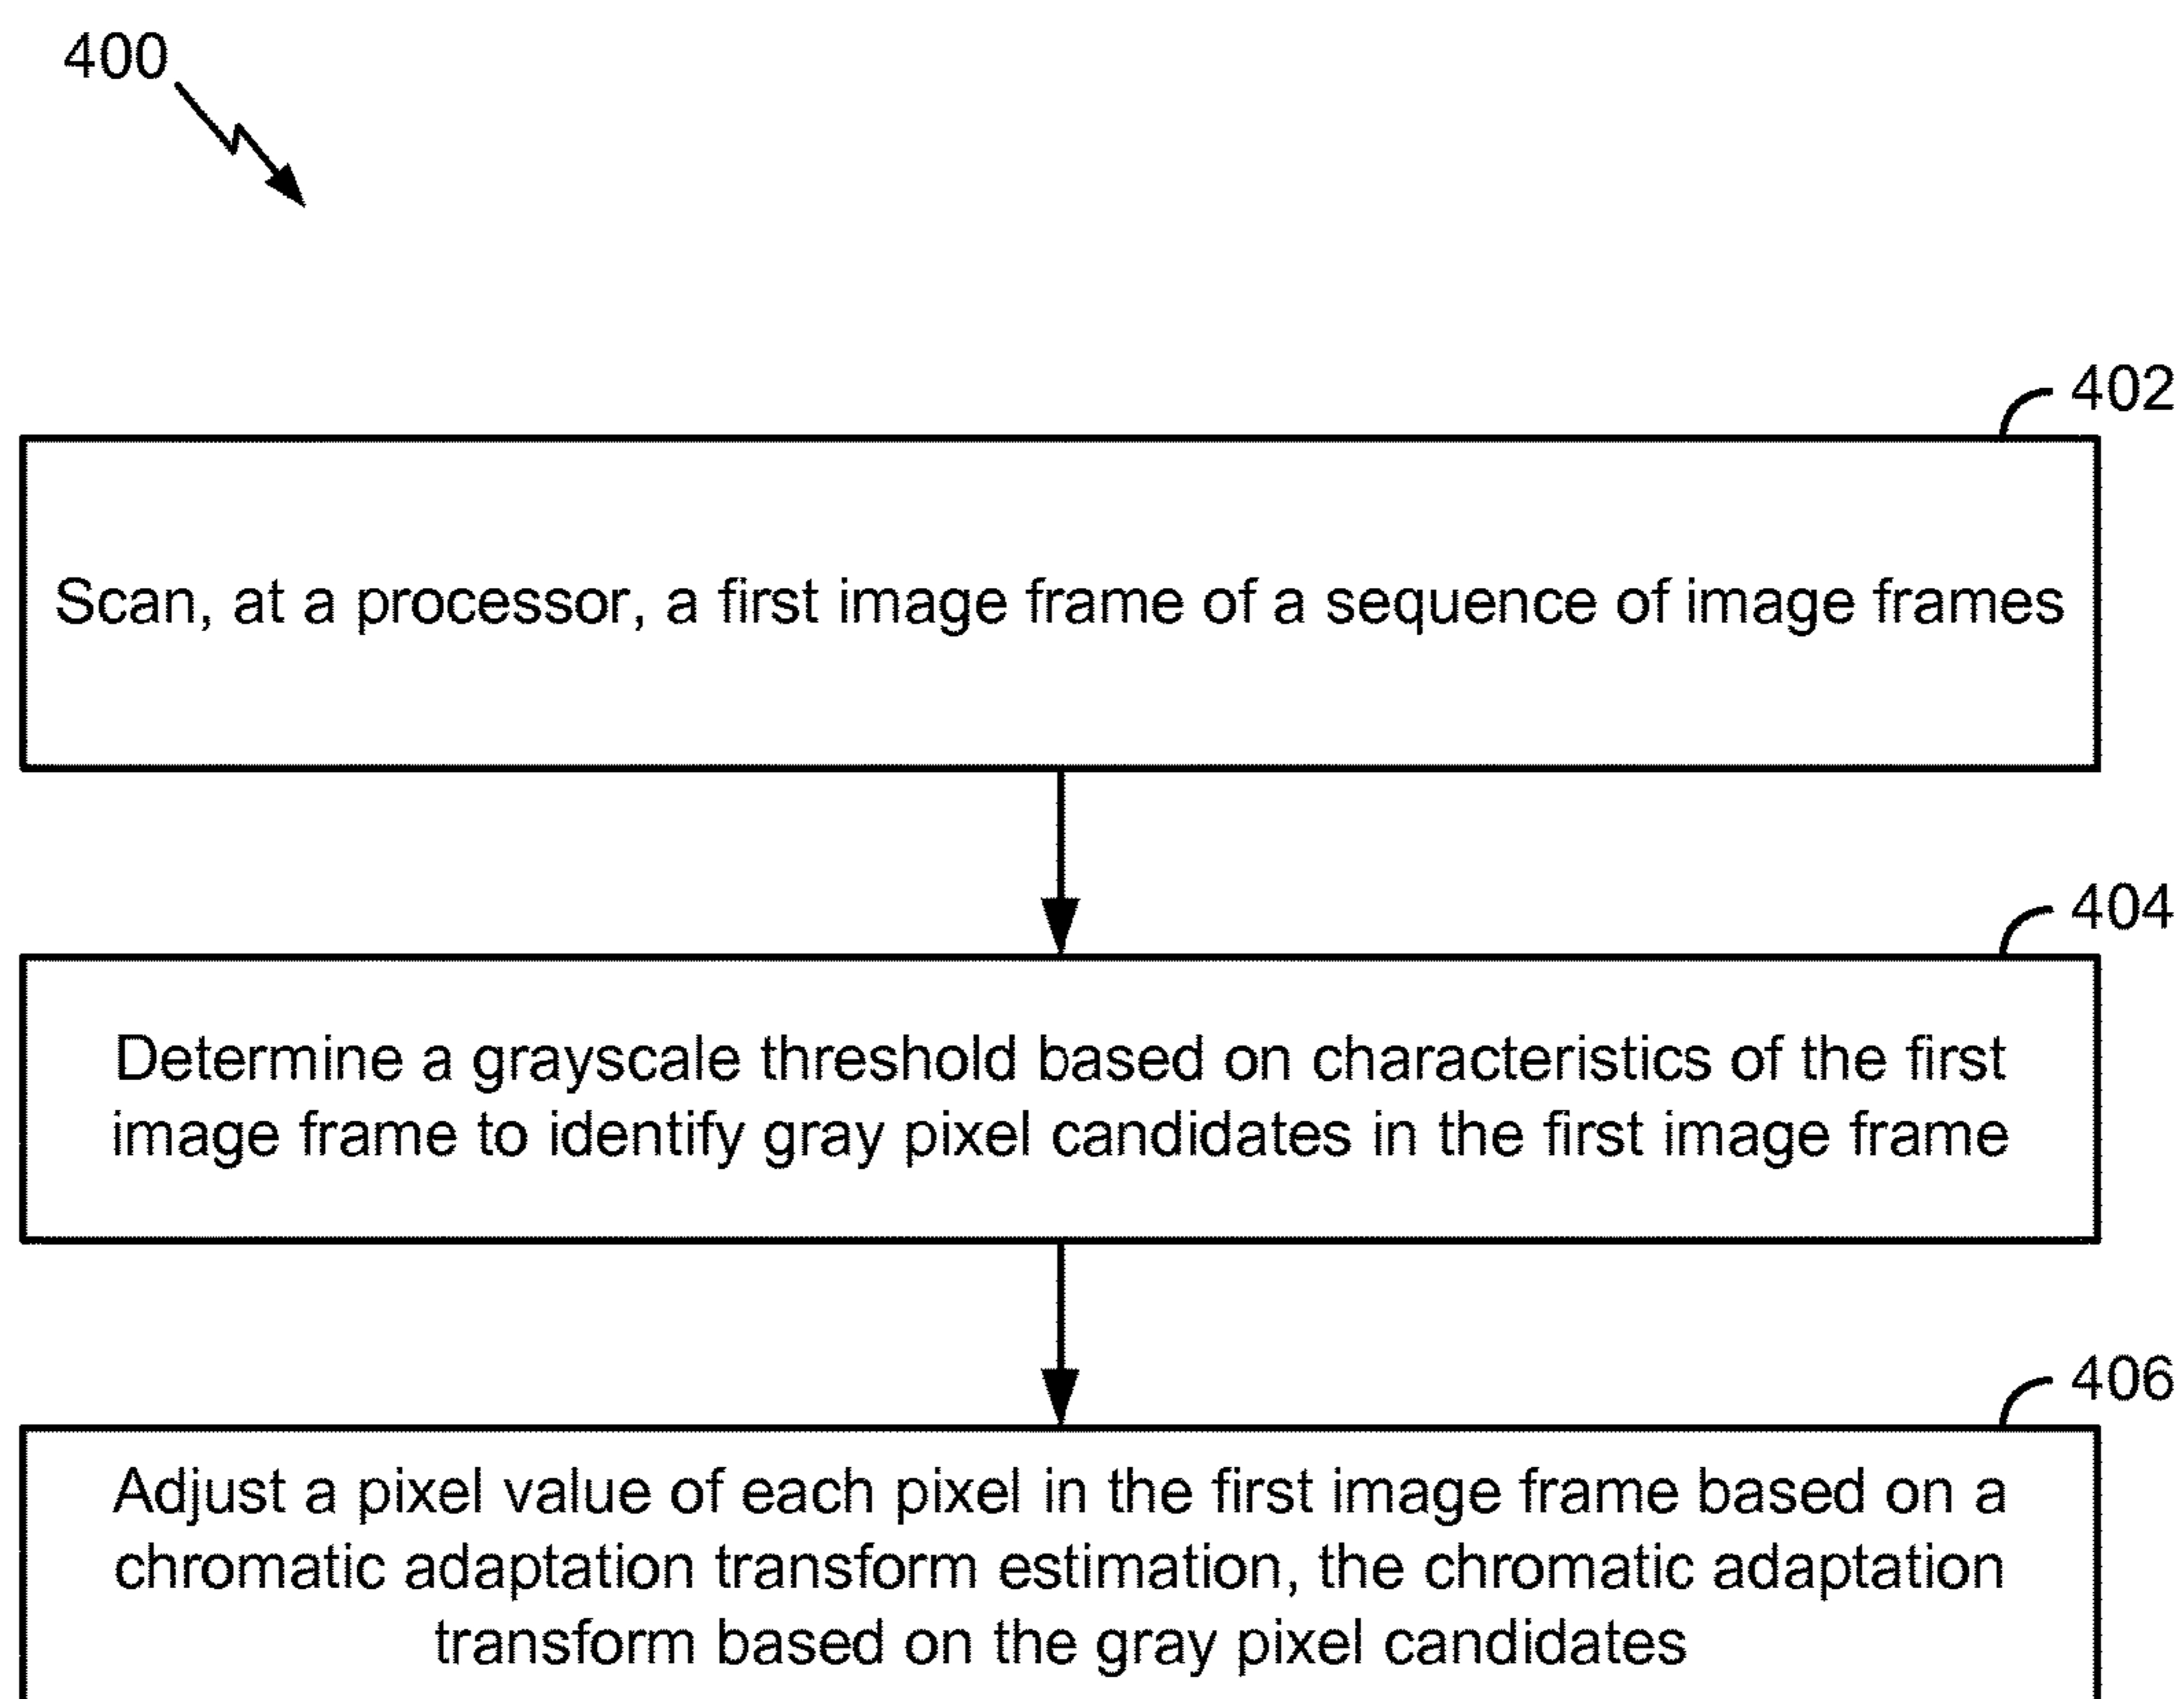 400
402
Scan, at a processor, a first image frame of a sequence of image frames
404
Determine a grayscale threshold based on characteristics of the first
image frame to identify gray pixel candidates in the first image frame
406
Adjust a pixel value of each pixel in the first image frame based on a
chromatic adaptation transform estimation, the chromatic adaptation
transform based on the gray pixel candidates